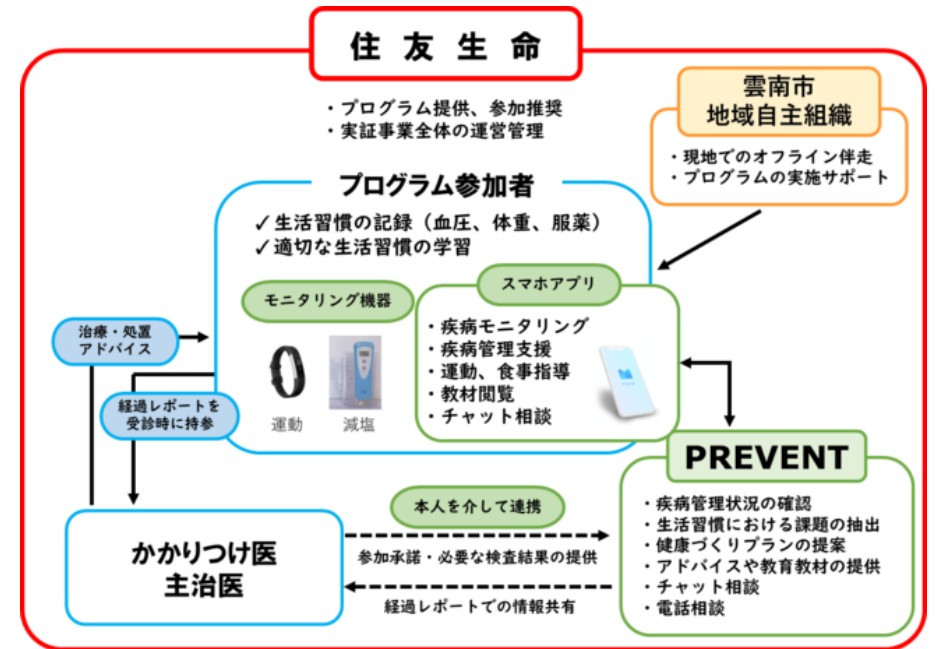 住友生命
・プログラム提供、参加推奨
・実証事業全体の運営管理
雲南市
地域自主組織
・現地でのオフライン伴走
・プログラムの実施サポート
プログラム参加者
✓生活習慣の記録（血圧、体重、服薬）
✓適切な生活習慣の学習
モニタリング機器
運動
減塩
スマホアプリ
・疾病モニタリング
・疾病管理支援
・運動、食事指導
・教材閲覧
・チャット相談
治療・処置
アドバイス
経過レポートを
受診時に持参
PREVENT
・疾病管理状況の確認
・生活習慣における課題の抽出
・健康づくりプランの提案
・アドバイスや教育教材の提供
・チャット相談
・電話相談
かかりつけ医
主治医
本人を介して連携
参加承諾・必要な検査結果の提供
経過レポートでの情報共有